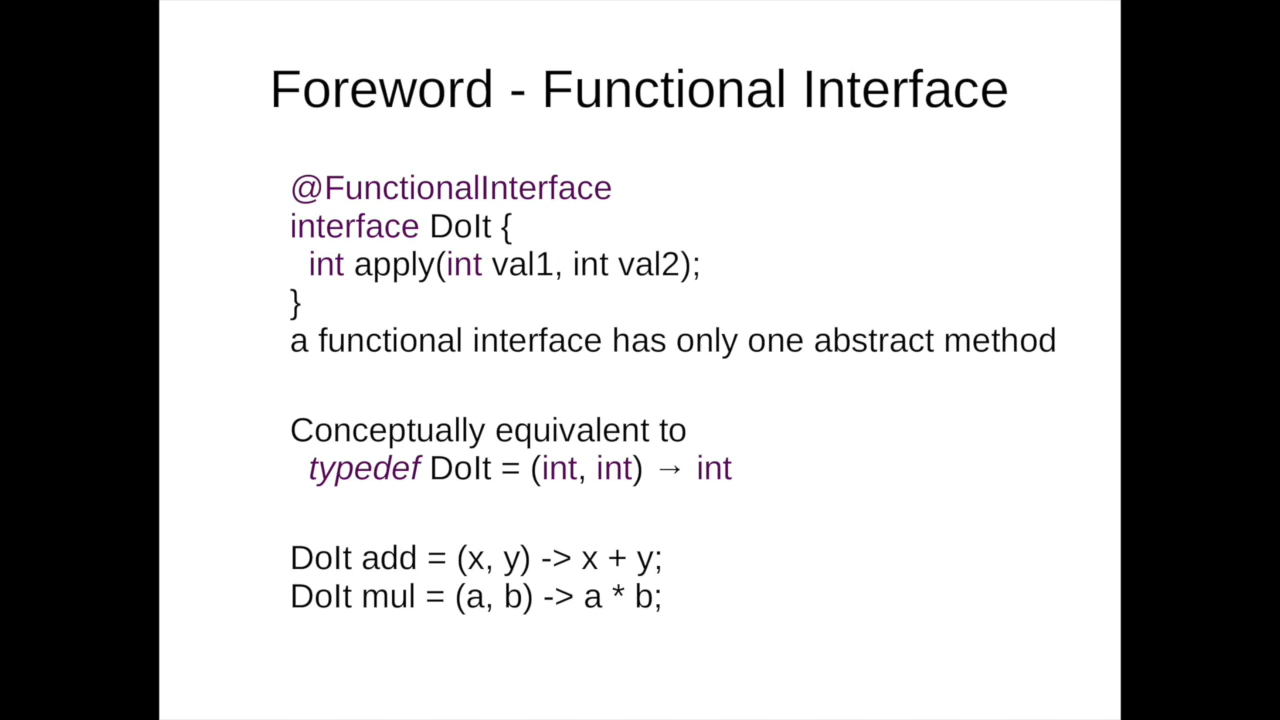 Foreword - Functional Interface
@FunctionalInterface
interface DoIt {
int apply(int val1, int val2);
}
a functional interface has only one abstract method
Conceptually equivalent to
typedef DoIt = (int, int) → int
DoIt add = (x, y) -> x + y;
DoIt mul = (a, b) -> a * b;